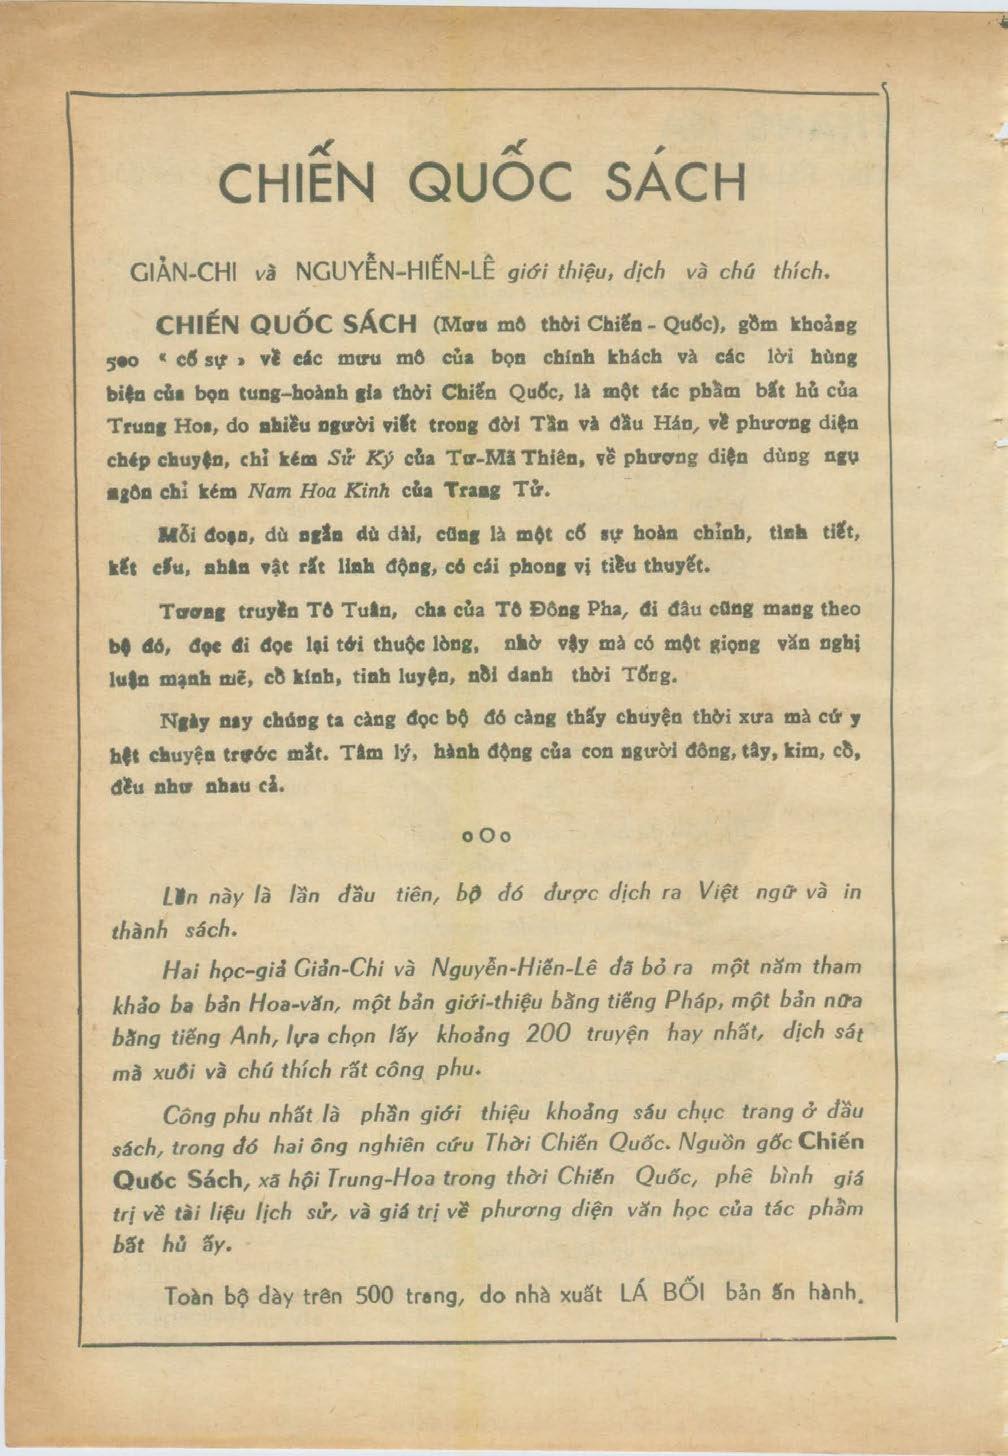 CHIẾN QUỐC SÁCH
GIẢN-CHI và NGUYỄN-HIẾN-LÊ giới thiệu, dịch và chú thích.
CHIẾN QUỐC SÁCH (Mưu mô thời Chiến - Quốc), gồm khoảng
500 « cố sự » về các mưu mô của bọn chính khách và các lời hùng
biện của bọn tung-hoành gia thời Chiến Quốc, là một tác phẩm bất hủ của
Trung Hoa, do nhiều người viết trong đời Tần và đầu Hán, về phương diện
chép chuyện, chỉ kém Sử Ký của Tư-Mã Thiên, về phương diện dùng ngụ
ngôn chỉ kém Nam Hoa Kinh của Trang Tử.
Mỗi đoạn, dù ngắn dù dài, cũng là một cố sự hoàn chỉnh, tình tiết,
kết cấu, nhân vật rất linh động, có cái phong vị tiểu thuyết.
Tương truyền Tô Tuân, cha của Tô Đông Pha, đi đâu cũng mang theo
bộ đó, đọc đi đọc lại tới thuộc lòng, nhờ vậy mà có một giọng văn nghị
luận mạnh mẽ, cổ kính, tinh luyện, nổi danh thời Tống.
Ngày nay chúng ta càng đọc bộ đó càng thấy chuyện thời xưa mà cứ y
hệt chuyện trước mắt. Tâm lý, hành động của con người đông, tây, kim, cổ,
đều như nhau cả.
oOo
Lần này là lần đầu tiên, bộ đó được dịch ra Việt ngữ và in
thành sách.
Hai học-giả Giản-Chi và Nguyễn-Hiến-Lê đã bỏ ra một năm tham
khảo ba bản Hoa-văn, một bản giới-thiệu bằng tiếng Pháp, một bản nữa
bằng tiếng Anh, lựa chọn lấy khoảng 200 truyện hay nhất, dịch sát
mà xuôi và chú thích rất công phu.
Công phu nhất là phần giới thiệu khoảng sáu chục trang ở đầu
sách, trong đó hai ông nghiên cứu Thời Chiến Quốc. Nguồn gốc Chiến
Quốc Sách, xã hội Trung-Hoa trong thời Chiến Quốc, phê bình giá
trị về tài liệu lịch sử, và giá trị về phương diện văn học của tác phẩm
bất hủ ấy.
Toàn bộ dày trên 500 trang, do nhà xuất LÁ BỐI bản ấn hành.